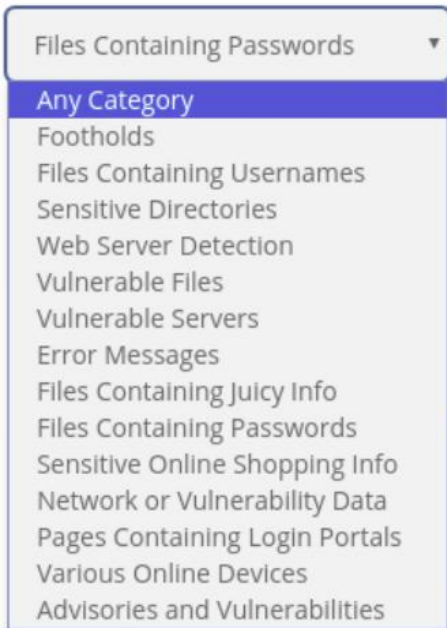 Files Containing Passwords
Any Category
Footholds
Files Containing Usernames
Sensitive Directories
Web Server Detection
Vulnerable Files
Vulnerable Servers
Error Messages
Files Containing Juicy Info
Files Containing Passwords
Sensitive Online Shopping Info
Network or Vulnerability Data
Pages Containing Login Portals
Various Online Devices
Advisories and Vulnerabilities